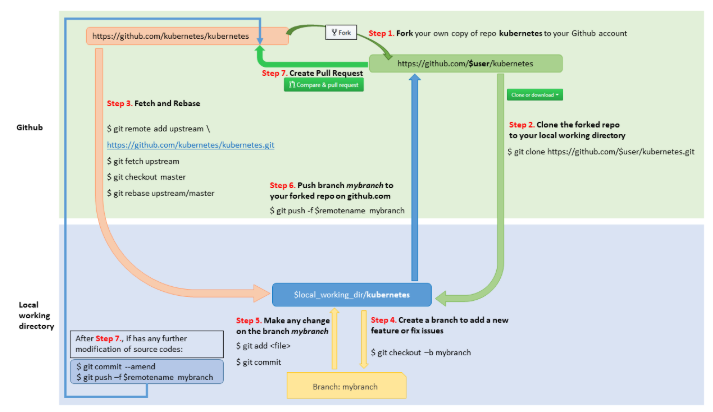 https://github.com/kubernetes/kubernetes
Fork
Step 1. Fork your own copy of repo kubernetes to your Github account
https://github.com/$user/kubernetes
Step 7. Create Pull Request
Compare & pull request
Clone or download
Step 3. Fetch and Rebase
$ git remote add upstream \
https://github.com/kubernetes/kubernetes.git
$ git fetch upstream
$ git checkout master
$ git rebase upstream/master
Github
Step 2. Clone the forked repo
to your local working directory
$ git clone https://github.com/$user/kubernetes.git
Step 6. Push branch mybranch to
your forked repo on github.com
$ git push -f $remotename mybranch
Local
working
directory
$local_working_dir/kubernetes
Step 5. Make any change
on the branch mybranch
$ git add <file>
$ git commit
Step 4. Create a branch to add a new
feature or fix issues
$ git checkout –b mybranch
After Step 7., if has any further
modification of source codes:
$ git commit --amend
$ git push –f $remotename mybranch
Branch: mybranch